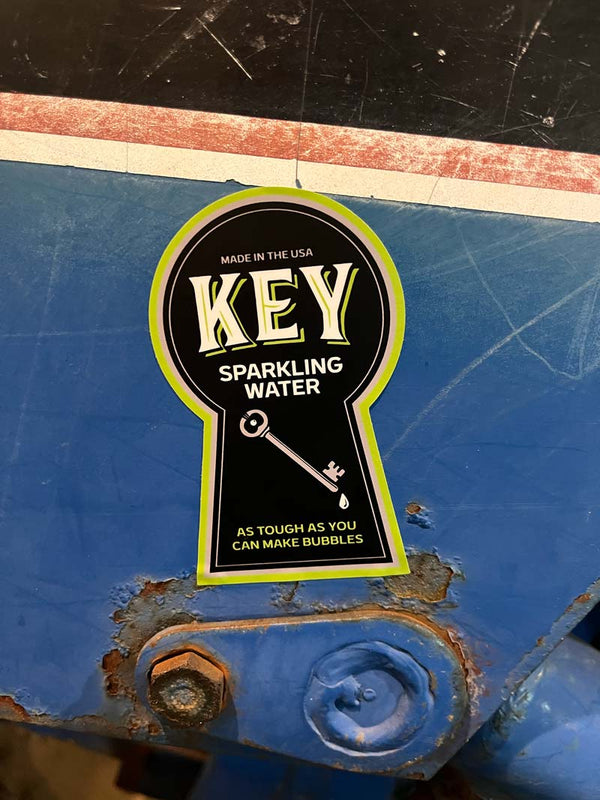 MADE IN THE USA
KEY
SPARKLING
WATER
AS TOUGH AS YOU
CAN MAKE BUBBLES